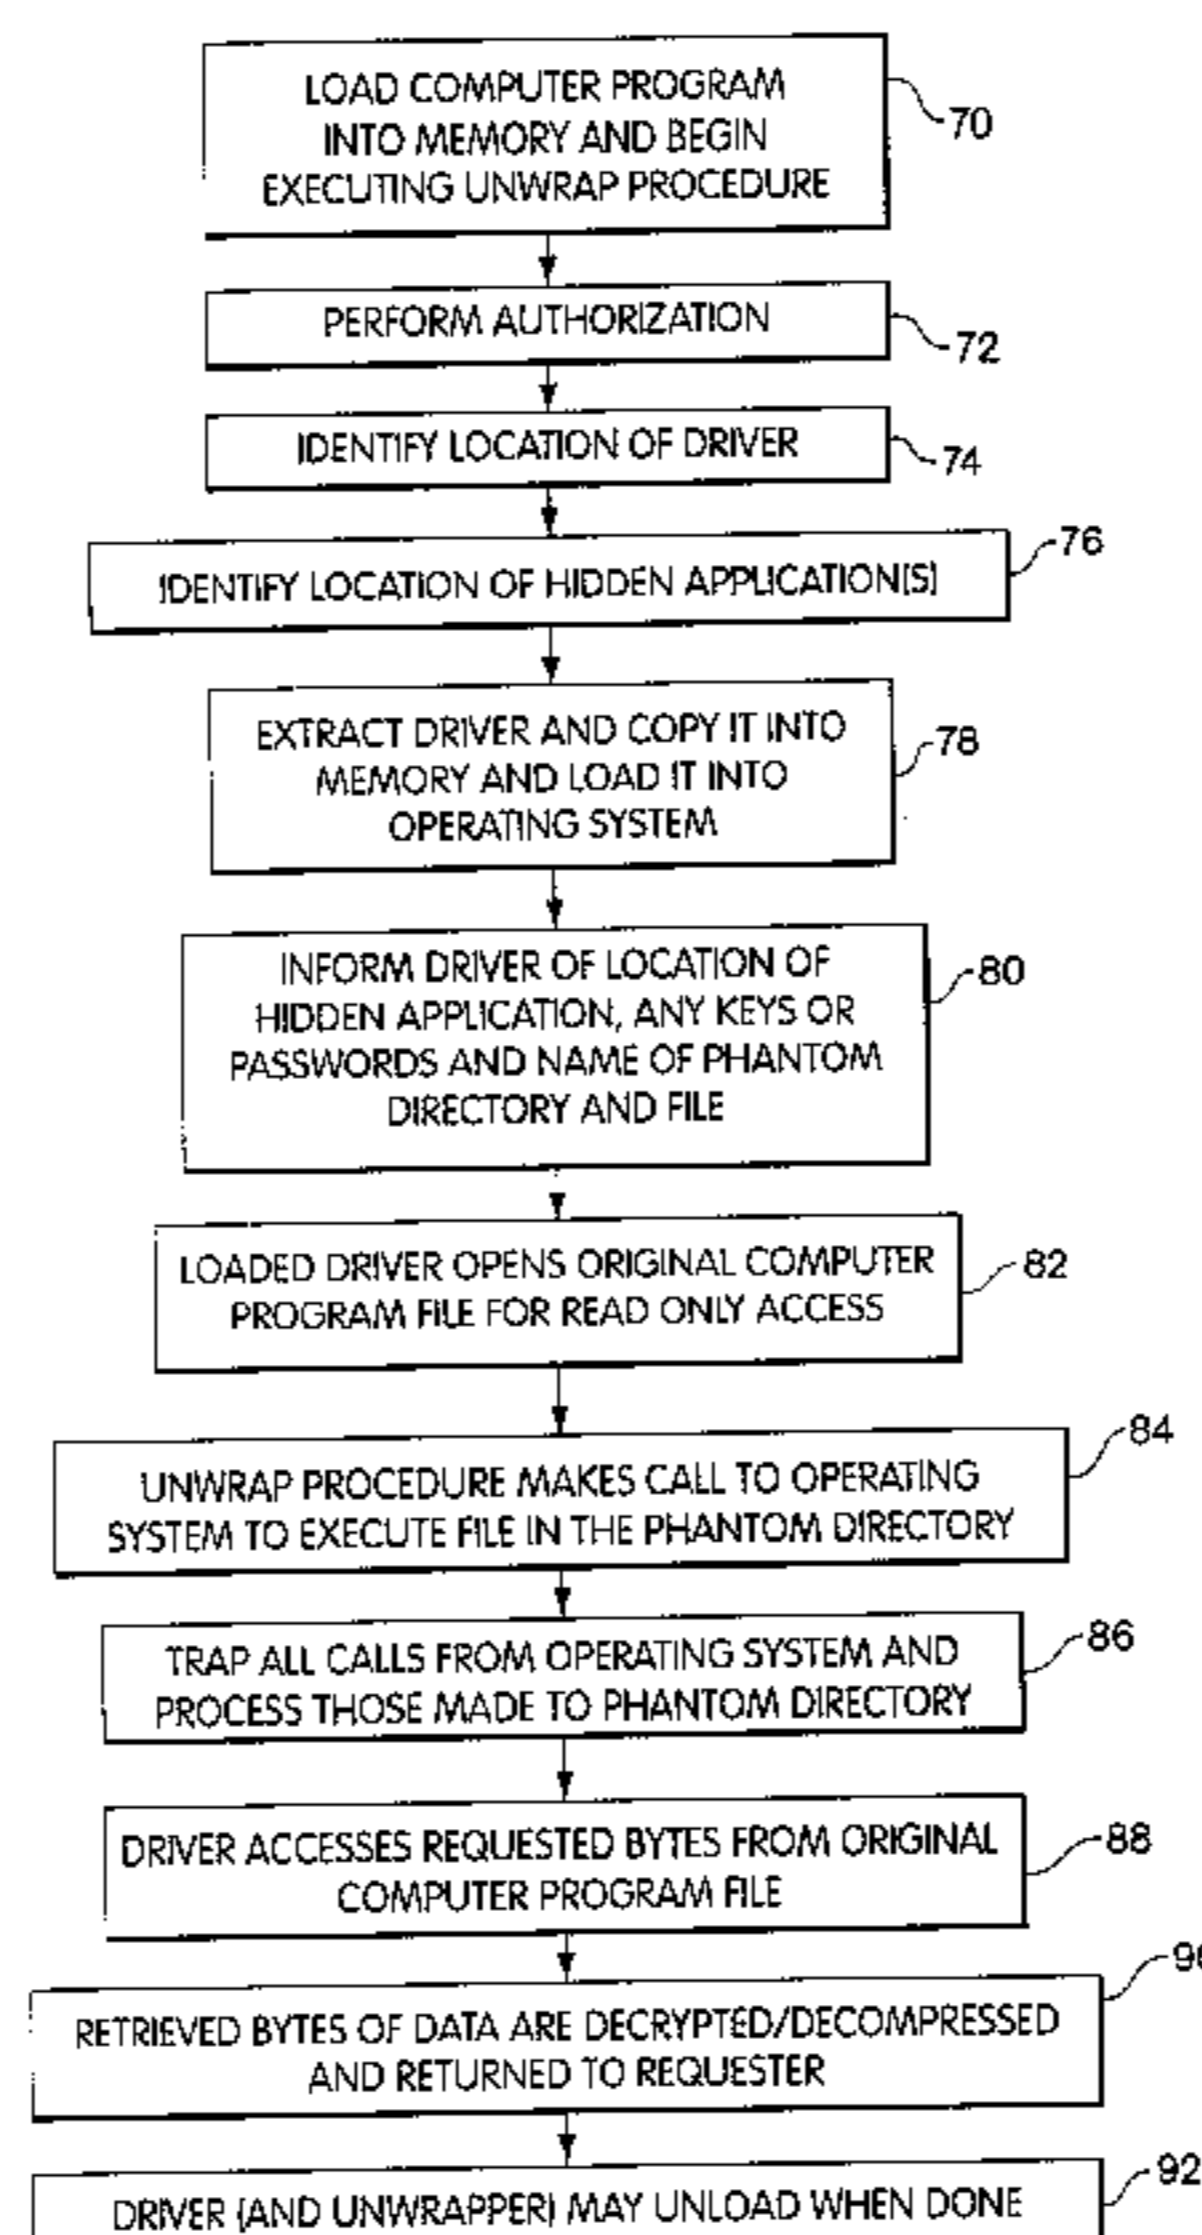 LOAD COMPUTER PROGRAM
INTO MEMORY AND BEGIN
EXECUTING UNWRAP PROCEDURE
70
PERFORM AUTHORIZATION
72
IDENTIFY LOCATION OF DRIVER
74
IDENTIFY LOCATION OF HIDDEN APPLICATION(S)
76
EXTRACT DRIVER AND COPY IT INTO
MEMORY AND LOAD IT INTO
OPERATING SYSTEM
78
INFORM DRIVER OF LOCATION OF
HIDDEN APPLICATION, ANY KEYS OR
PASSWORDS AND NAME OF PHANTOM
DIRECTORY AND FILE
80
LOADED DRIVER OPENS ORIGINAL COMPUTER
PROGRAM FILE FOR READ ONLY ACCESS
82
UNWRAP PROCEDURE MAKES CALL TO OPERATING
SYSTEM TO EXECUTE FILE IN THE PHANTOM DIRECTORY
84
TRAP ALL CALLS FROM OPERATING SYSTEM AND
PROCESS THOSE MADE TO PHANTOM DIRECTORY
86
DRIVER ACCESSES REQUESTED BYTES FROM ORIGINAL
COMPUTER PROGRAM FILE
88
RETRIEVED BYTES OF DATA ARE DECRYPTED/DECOMPRESSED
AND RETURNED TO REQUESTER
DRIVER (AND UNWRAPPER) MAY UNLOAD WHEN DONE
92